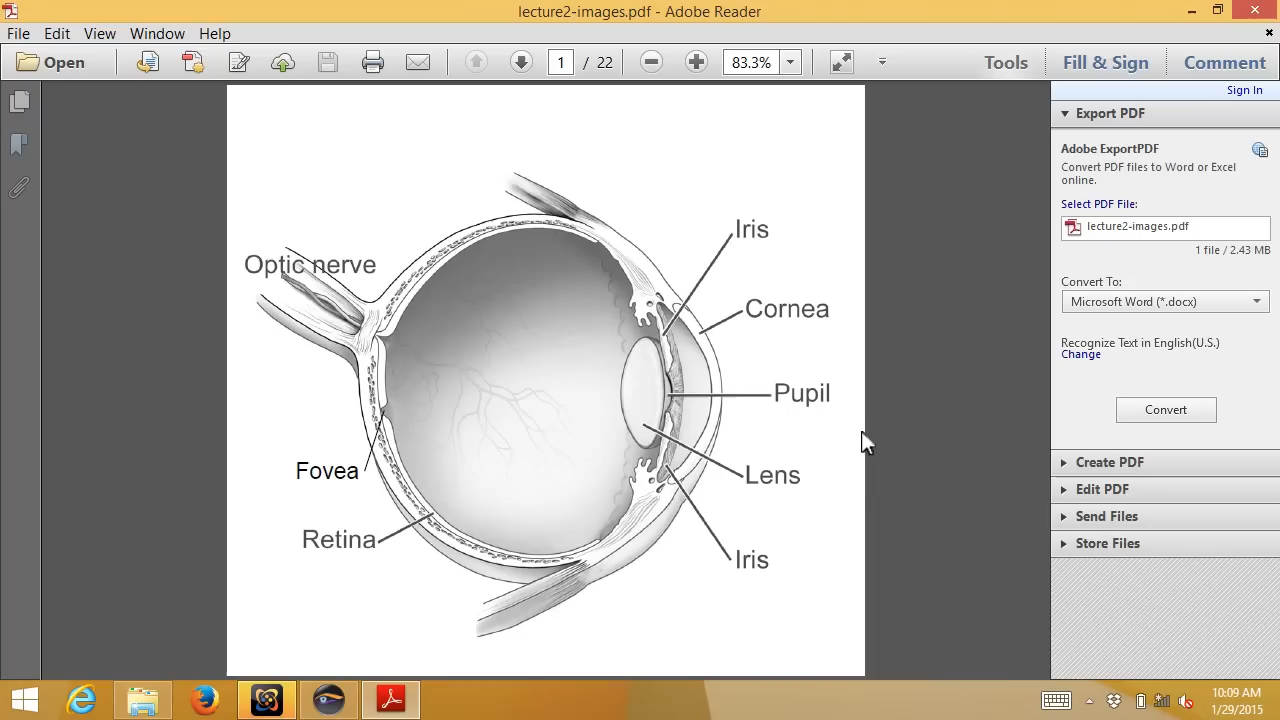 lecture2-images.pdf - Adobe Reader
File Edit View Window Help
Open 1 / 22 83.3% Tools Fill & Sign Comment
Sign In
Export PDF
Adobe ExportPDF
Convert PDF files to Word or Excel
online.
Select PDF File:
lecture2-images.pdf
1 file / 2.43 MB
Convert To:
Microsoft Word (*.docx)
Recognize Text in English(U.S.)
Change
Convert
Create PDF
Edit PDF
Send Files
Store Files
Iris
Optic nerve
Cornea
Pupil
Fovea
Lens
Retina
Iris
10:09 AM
1/29/2015